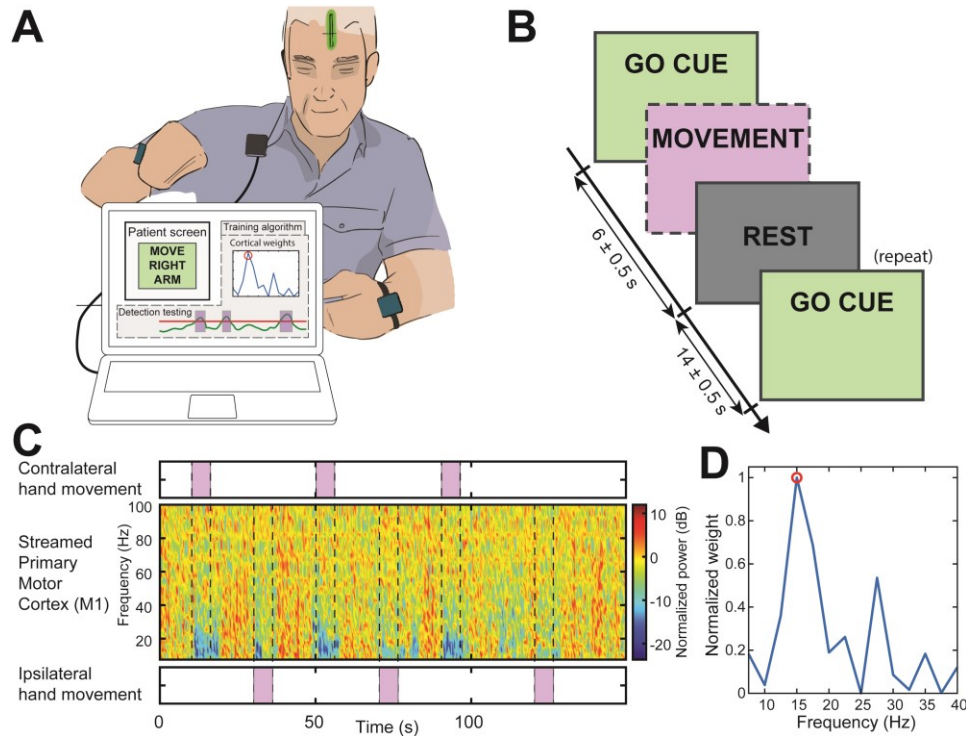 A
Patient screen
MOVE
RIGHT
ARM
Training algorithm
Cortical weights
Detection testing
B
GO CUE
MOVEMENT
REST
(repeat)
GO CUE
6 ± 0.5 s
14 ± 0.5 s
C
Contralateral
hand movement
Streamed
Primary
Motor
Cortex (M1)
Frequency (Hz)
100
80
60
40
20
10
0
-10
-20
Normalized power (dB)
Ipsilateral
hand movement
0
50
100
Time (s)
D
Normalized weight
1
0.8
0.6
0.4
0.2
0
10
15
20
25
30
35
40
Frequency (Hz)